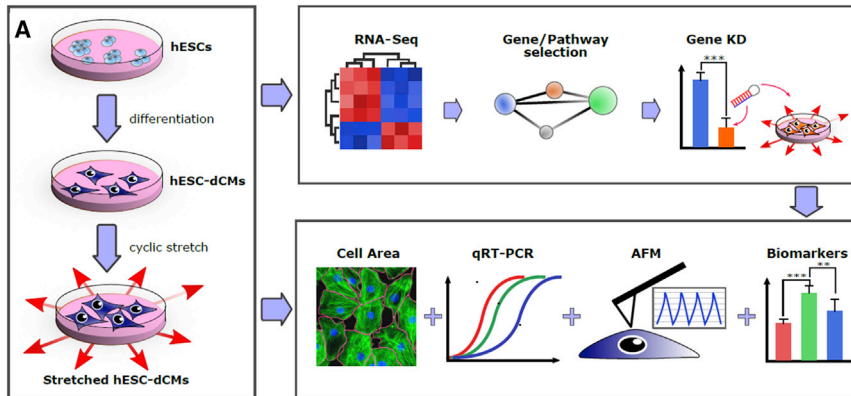 A
hESCs
differentiation
hESC-dCMs
cyclic stretch
Stretched hESC-dCMs
RNA-Seq
Gene/Pathway
selection
Gene KD
***
Cell Area
+
qRT-PCR
+
AFM
+
Biomarkers
***
**